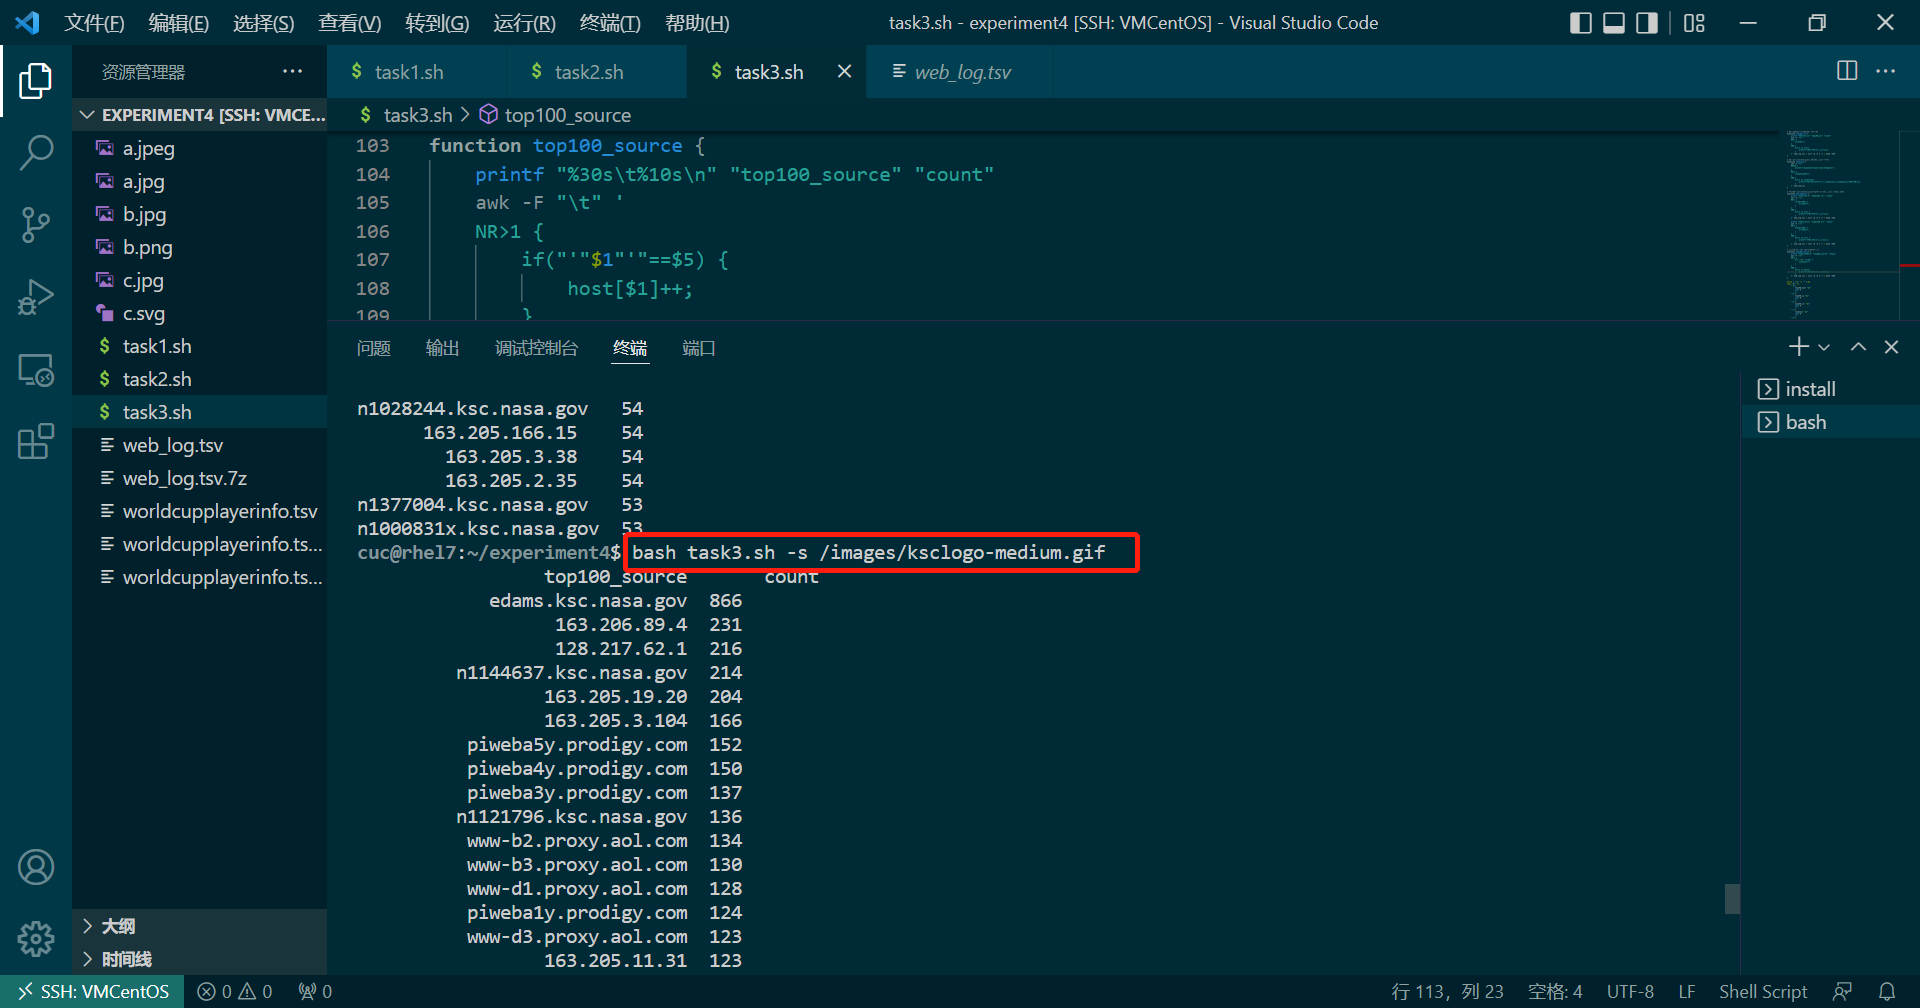 文件(F) 编辑(E) 选择(S) 查看(V) 转到(G) 运行(R) 终端(T) 帮助(H) task3.sh - experiment4 [SSH: VMCentOS] - Visual Studio Code
资源管理器 ··· $ task1.sh $ task2.sh $ task3.sh web_log.tsv ···
EXPERIMENT4 [SSH: VMCE...
a.jpeg
a.jpg
b.jpg
b.png
c.jpg
c.svg
$ task1.sh
$ task2.sh
$ task3.sh
web_log.tsv
web_log.tsv.7z
worldcupplayerinfo.tsv
worldcupplayerinfo.ts...
worldcupplayerinfo.ts...
大纲
时间线
$ task3.sh > top100_source
103 function top100_source {
104 printf "%30s\t%10s\n" "top100_source" "count"
105 awk -F "\t" '
106 NR>1 {
107 if("'"$1"'"==$5) {
108 host[$1]++;
109 }
问题 输出 调试控制台 终端 端口
install
bash
n1028244.ksc.nasa.gov 54
163.205.166.15 54
163.205.3.38 54
163.205.2.35 54
n1377004.ksc.nasa.gov 53
n1000831x.ksc.nasa.gov 53
cuc@rhel7:~/experiment4$ bash task3.sh -s /images/ksclogo-medium.gif
top100_source count
edams.ksc.nasa.gov 866
163.206.89.4 231
128.217.62.1 216
n1144637.ksc.nasa.gov 214
163.205.19.20 204
163.205.3.104 166
piweba5y.prodigy.com 152
piweba4y.prodigy.com 150
piweba3y.prodigy.com 137
n1121796.ksc.nasa.gov 136
www-b2.proxy.aol.com 134
www-b3.proxy.aol.com 130
www-d1.proxy.aol.com 128
piweba1y.prodigy.com 124
www-d3.proxy.aol.com 123
163.205.11.31 123
SSH: VMCentOS 0 0 0 行 113, 列 23 空格: 4 UTF-8 LF Shell Script